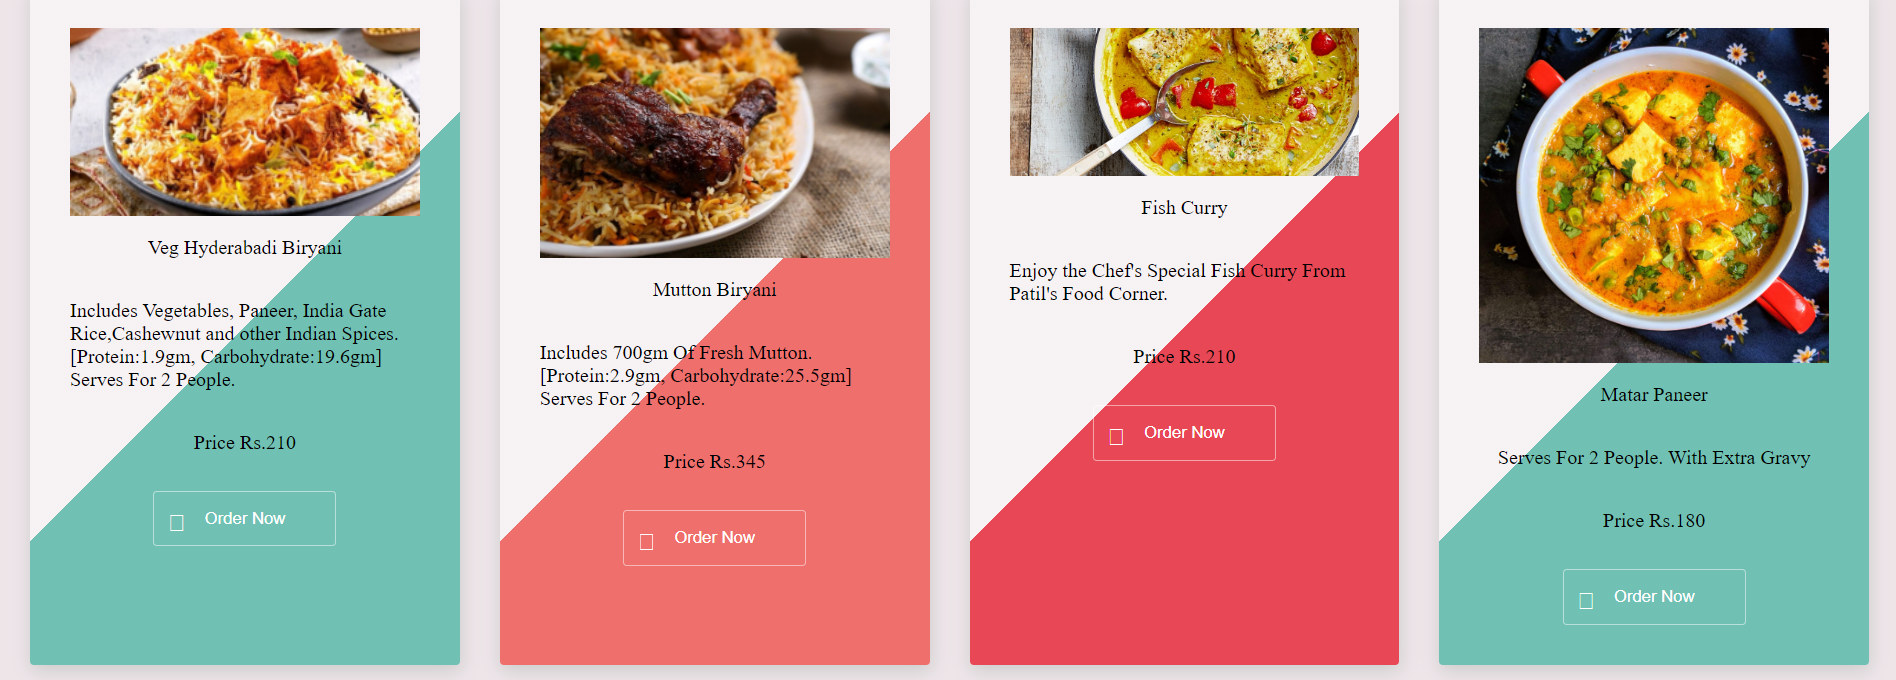 Veg Hyderabadi Biryani
Includes Vegetables, Paneer, India Gate
Rice,Cashewnut and other Indian Spices.
[Protein:1.9gm, Carbohydrate:19.6gm]
Serves For 2 People.
Price Rs.210
Order Now
Mutton Biryani
Includes 700gm Of Fresh Mutton.
[Protein:2.9gm, Carbohydrate:25.5gm]
Serves For 2 People.
Price Rs.345
Order Now
Fish Curry
Enjoy the Chef's Special Fish Curry From
Patil's Food Corner.
Price Rs.210
Order Now
Matar Paneer
Serves For 2 People. With Extra Gravy
Price Rs.180
Order Now